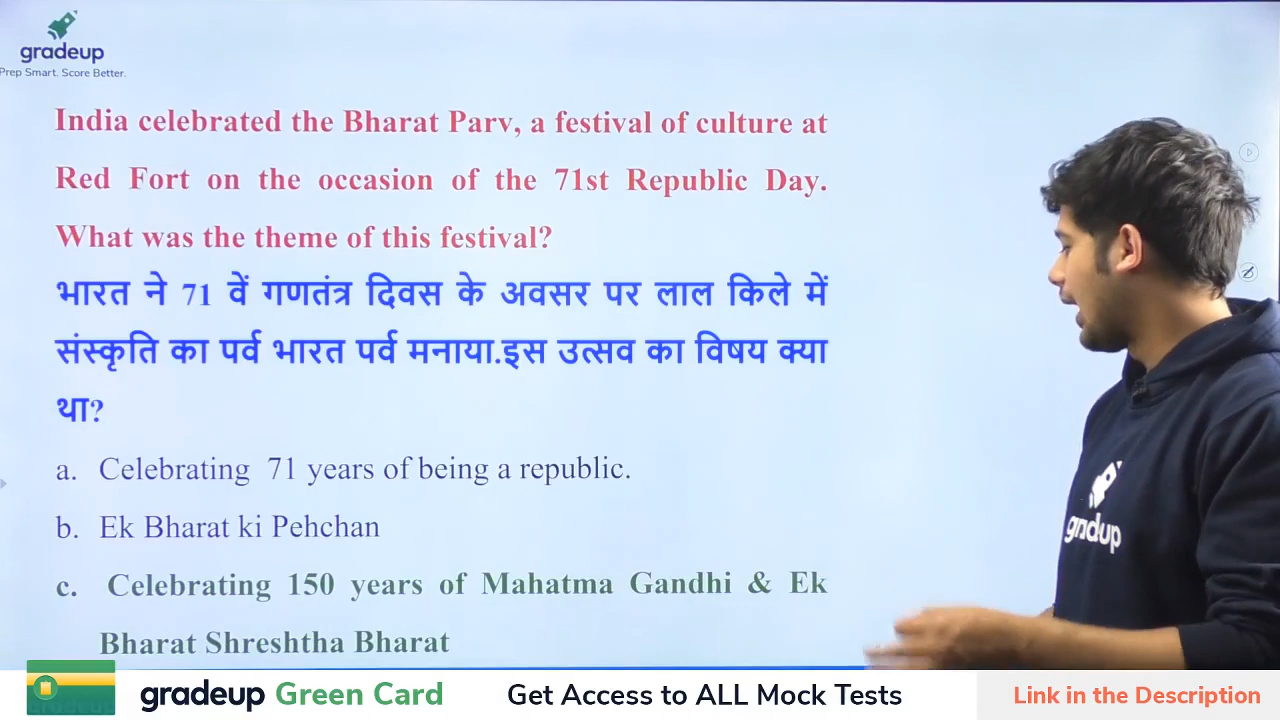 gradeup
Prep Smart. Score Better.
India celebrated the Bharat Parv, a festival of culture at
Red Fort on the occasion of the 71st Republic Day.
What was the theme of this festival?
भारत ने 71 वें गणतंत्र दिवस के अवसर पर लाल किले में
संस्कृति का पर्व भारत पर्व मनाया.इस उत्सव का विषय क्या
था?
a. Celebrating 71 years of being a republic.
b. Ek Bharat ki Pehchan
c. Celebrating 150 years of Mahatma Gandhi & Ek
Bharat Shreshtha Bharat
gradeup
gradeup Green Card
Get Access to ALL Mock Tests
Link in the Description